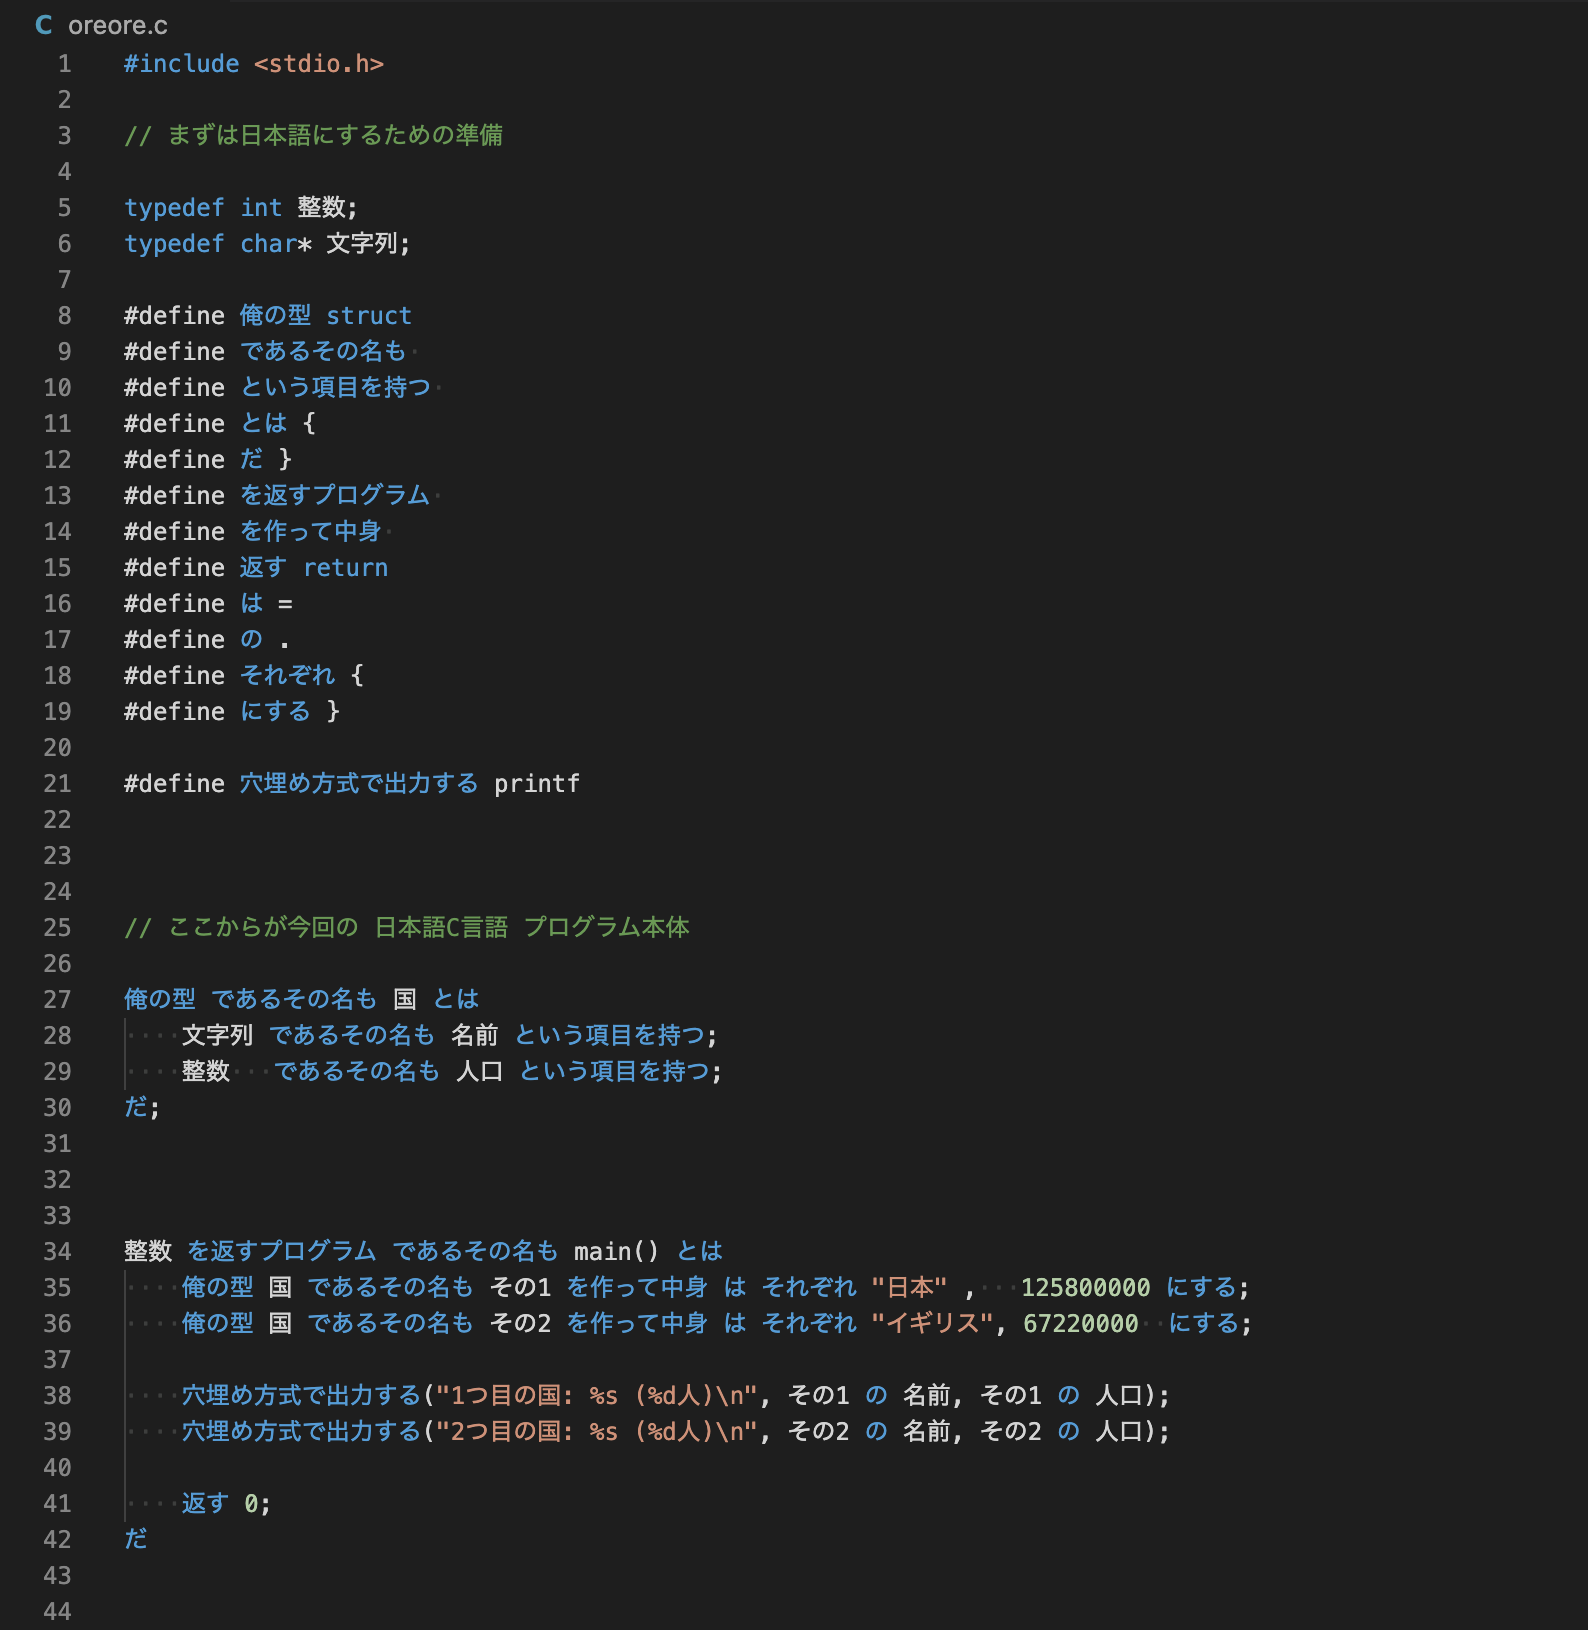 C oreore.c
1 #include <stdio.h>
2
3 // まずは日本語にするための準備
4
5 typedef int 整数;
6 typedef char* 文字列;
7
8 #define 俺の型 struct
9 #define であるその名も
10 #define という項目を持つ
11 #define とは {
12 #define だ }
13 #define を返すプログラム
14 #define を作って中身
15 #define 返す return
16 #define は =
17 #define の .
18 #define それぞれ {
19 #define にする }
20
21 #define 穴埋め方式で出力する printf
22
23
24
25 // ここからが今回の 日本語C言語 プログラム本体
26
27 俺の型 であるその名も 国 とは
28     文字列 であるその名も 名前 という項目を持つ;
29     整数   であるその名も 人口 という項目を持つ;
30 だ;
31
32
33
34 整数 を返すプログラム であるその名も main() とは
35     俺の型 国 であるその名も その1 を作って中身 は それぞれ "日本" ,   125800000 にする;
36     俺の型 国 であるその名も その2 を作って中身 は それぞれ "イギリス", 67220000  にする;
37
38     穴埋め方式で出力する("1つ目の国: %s (%d人)\n", その1 の 名前, その1 の 人口);
39     穴埋め方式で出力する("2つ目の国: %s (%d人)\n", その2 の 名前, その2 の 人口);
40
41     返す 0;
42 だ
43
44